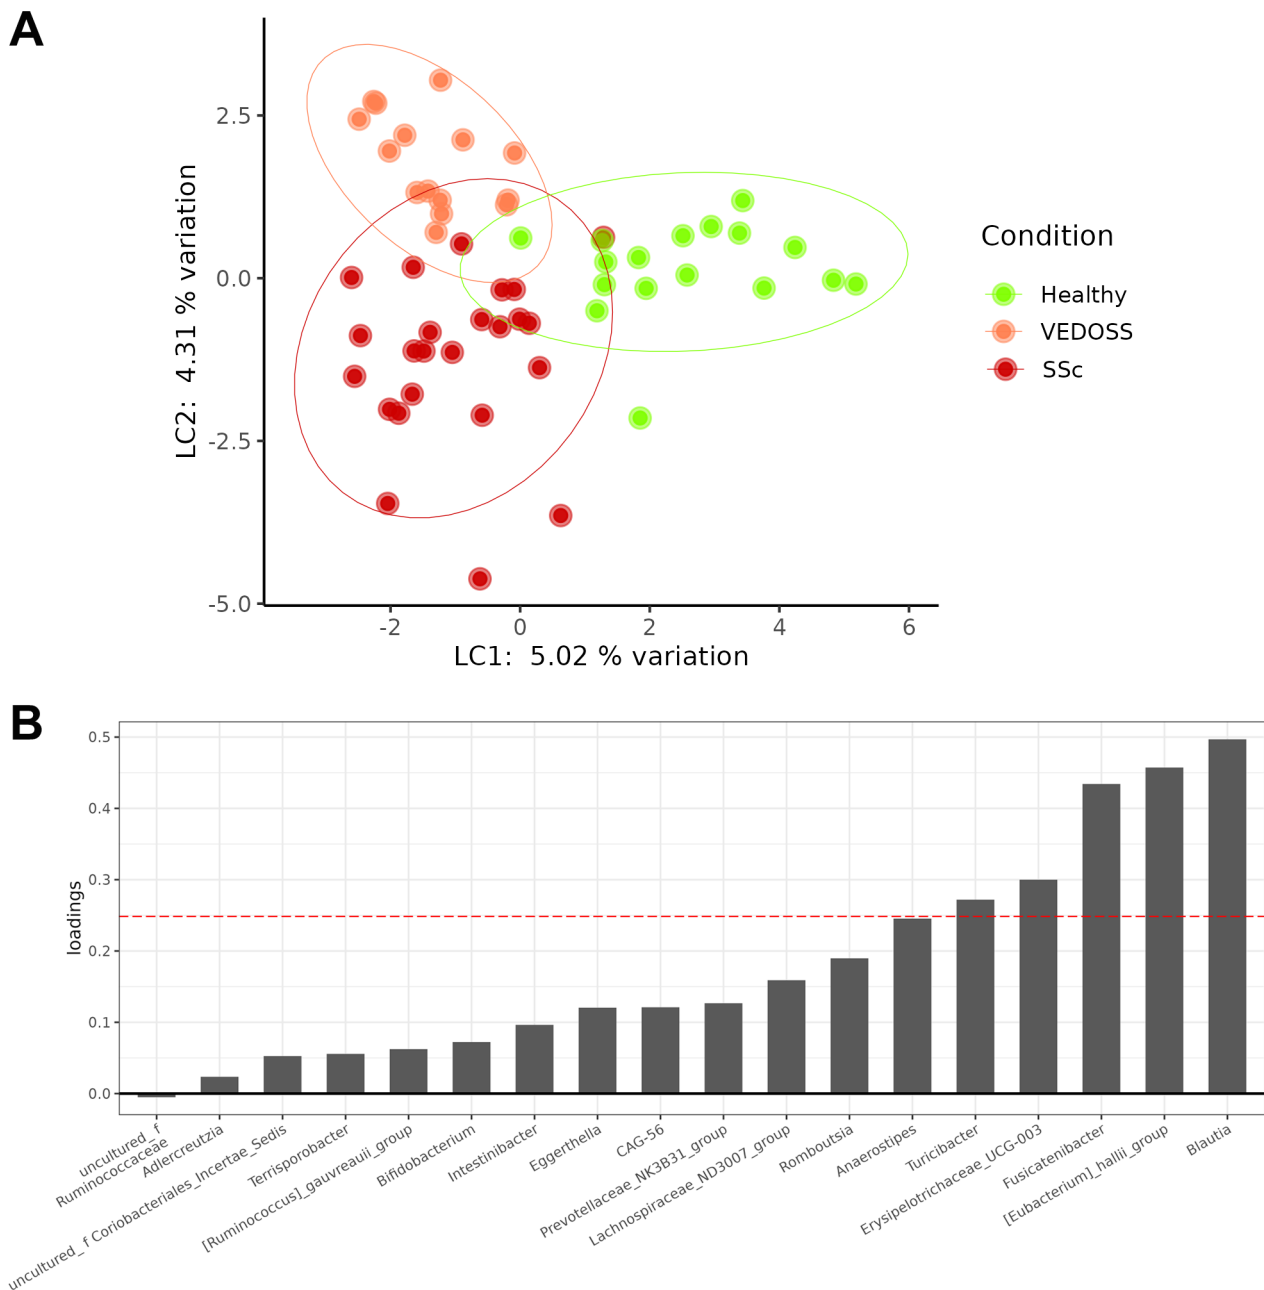 A
2.5
0.0
-2.5
-5.0
LC2:  4.31 % variation
-2
0
2
4
6
LC1:  5.02 % variation
Condition
Healthy
VEDOSS
SSc
B
0.5
0.4
0.3
0.2
0.1
0.0
loadings
uncultured_f
Ruminococcaceae
Adlercreutzia
uncultured_f Coriobacteriales_Incertae_Sedis
Terrisporobacter
[Ruminococcus]_gauvreauii_group
Bifidobacterium
Intestinibacter
Eggerthella
CAG-56
Prevotellaceae_NK3B31_group
Lachnospiraceae_ND3007_group
Romboutsia
Anaerostipes
Turicibacter
Erysipelotrichaceae_UCG-003
Fusicatenibacter
[Eubacterium]_hallii_group
Blautia